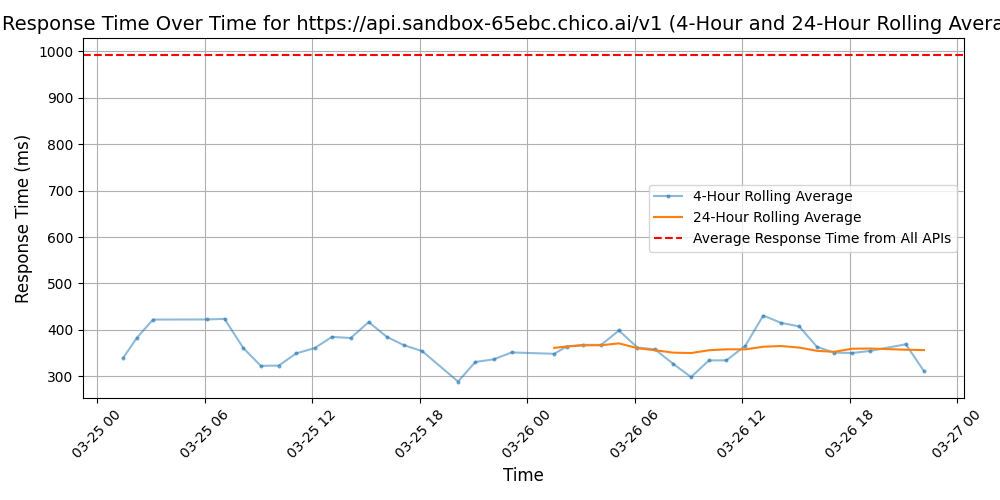 Response Time Over Time for https://api.sandbox-65ebc.chico.ai/v1 (4-Hour and 24-Hour Rolling Avera
Response Time (ms)
1000
900
800
700
600
500
400
300
4-Hour Rolling Average
24-Hour Rolling Average
Average Response Time from All APIs
03-25 00
03-25 06
03-25 12
03-25 18
03-26 00
03-26 06
03-26 12
03-26 18
03-27 00
Time